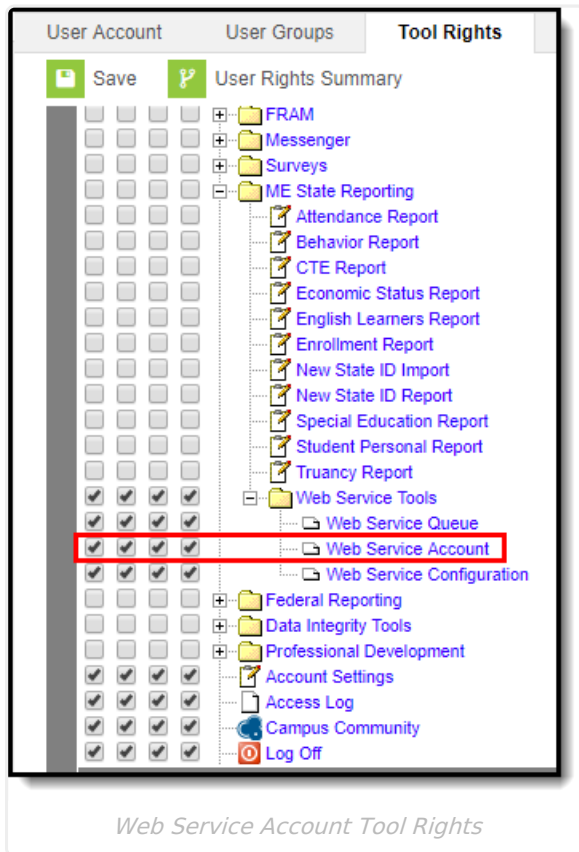 User Account User Groups Tool Rights
Save User Rights Summary
FRAM
Messenger
Surveys
ME State Reporting
Attendance Report
Behavior Report
CTE Report
Economic Status Report
English Learners Report
Enrollment Report
New State ID Import
New State ID Report
Special Education Report
Student Personal Report
Truancy Report
Web Service Tools
Web Service Queue
Web Service Account
Web Service Configuration
Federal Reporting
Data Integrity Tools
Professional Development
Account Settings
Access Log
Campus Community
Log Off
Web Service Account Tool Rights